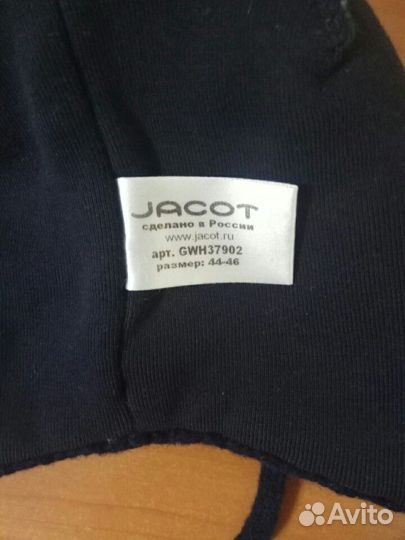 JACOT
сделано в России
www.jacot.ru
арт. GWH37902
размер: 44-46
Avito